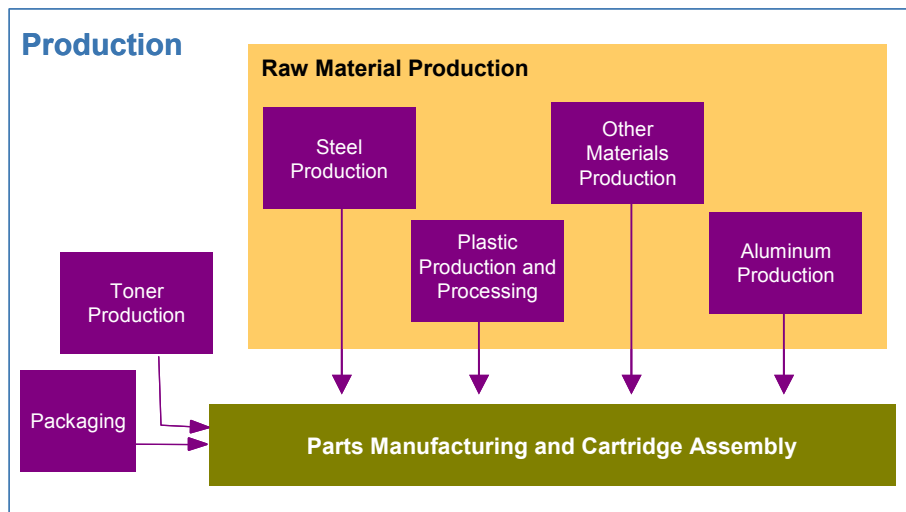 Production
Raw Material Production
Steel
Production
Other
Materials
Production
Plastic
Production and
Processing
Aluminum
Production
Toner
Production
Packaging
Parts Manufacturing and Cartridge Assembly